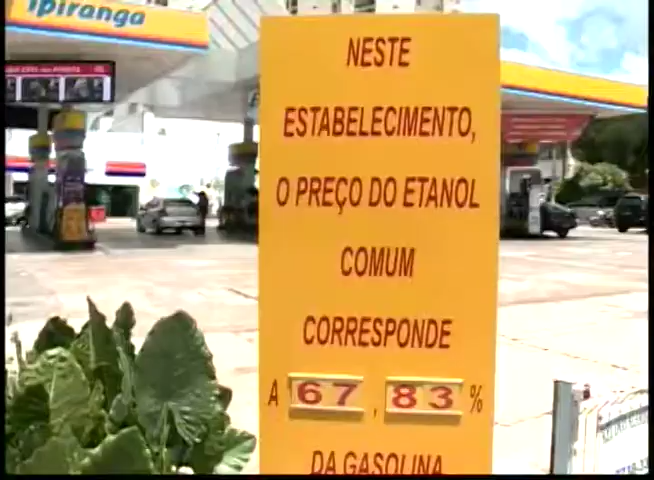 ipiranga
NESTE
ESTABELECIMENTO,
O PREÇO DO ETANOL
COMUM
CORRESPONDE
A 67,83%
DA GASOLINA